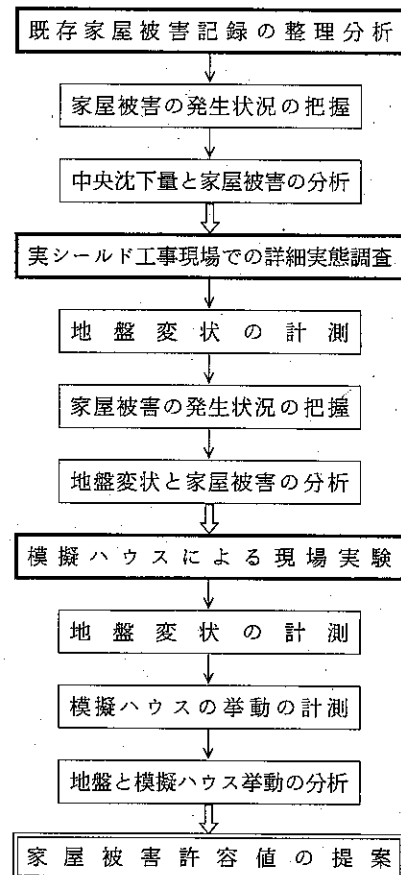 既存家屋被害記録の整理分析
家屋被害の発生状況の把握
中央沈下量と家屋被害の分析
実シールド工事現場での詳細実態調査
地盤変状の計測
家屋被害の発生状況の把握
地盤変状と家屋被害の分析
模擬ハウスによる現場実験
地盤変状の計測
模擬ハウスの挙動の計測
地盤と模擬ハウス挙動の分析
家屋被害許容値の提案